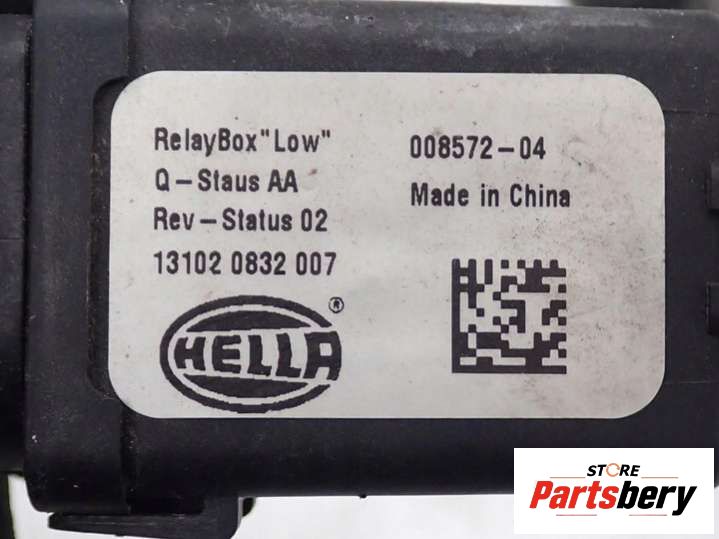 RelayBox"Low"
Q-Staus AA
Rev-Status 02
13102 0832 007
HELLA
®
008572-04
Made in China
STORE
Partsbery